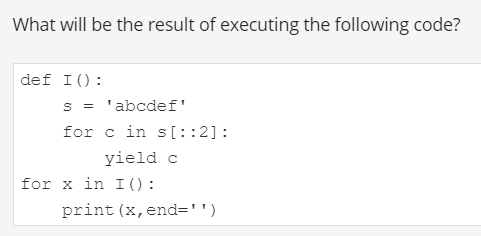 What will be the result of executing the following code?
def I():
    s = 'abcdef'
    for c in s[::2]:
        yield c
for x in I():
    print(x,end='')